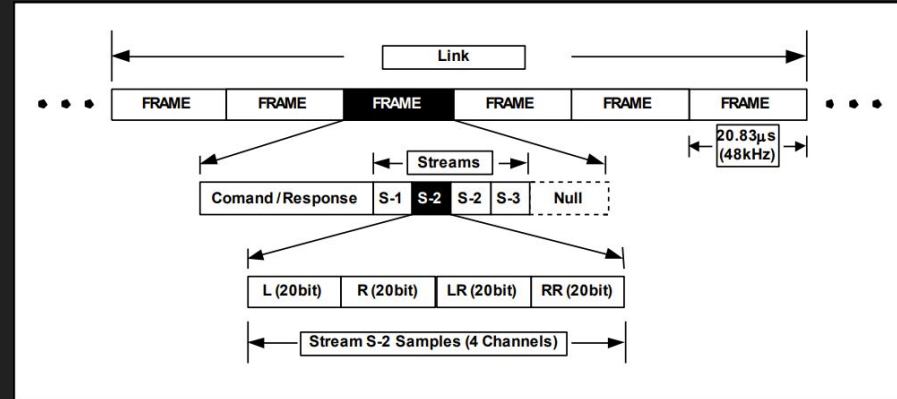 Link
FRAME FRAME FRAME FRAME FRAME FRAME
20.83µs
(48kHz)
Streams
Comand/Response S-1 S-2 S-2 S-3 Null
L (20bit) R (20bit) LR (20bit) RR (20bit)
Stream S-2 Samples (4 Channels)